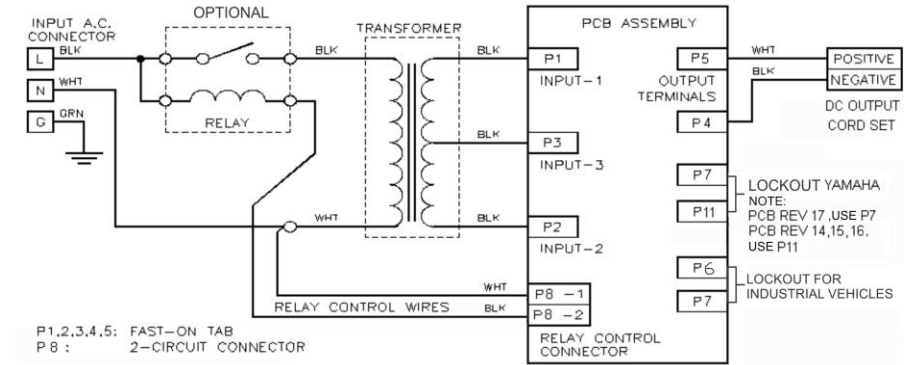 OPTIONAL
INPUT A.C.
CONNECTOR
L
BLK
N
WHT
G
GRN
RELAY
BLK
TRANSFORMER
BLK
BLK
WHT
BLK
PCB ASSEMBLY
P1
INPUT-1
P3
INPUT-3
P2
INPUT-2
P5
OUTPUT
TERMINALS
P4
WHT
BLK
POSITIVE
NEGATIVE
DC OUTPUT
CORD SET
P7
P11
LOCKOUT YAMAHA
NOTE:
PCB REV 17 ,USE P7
PCB REV 14,15,16.
USE P11
P6
P7
LOCKOUT FOR
INDUSTRIAL VEHICLES
WHT
P8 -1
RELAY CONTROL WIRES
BLK
P8 -2
RELAY CONTROL
CONNECTOR
P1,2,3,4,5: FAST-ON TAB
P8 : 2-CIRCUIT CONNECTOR